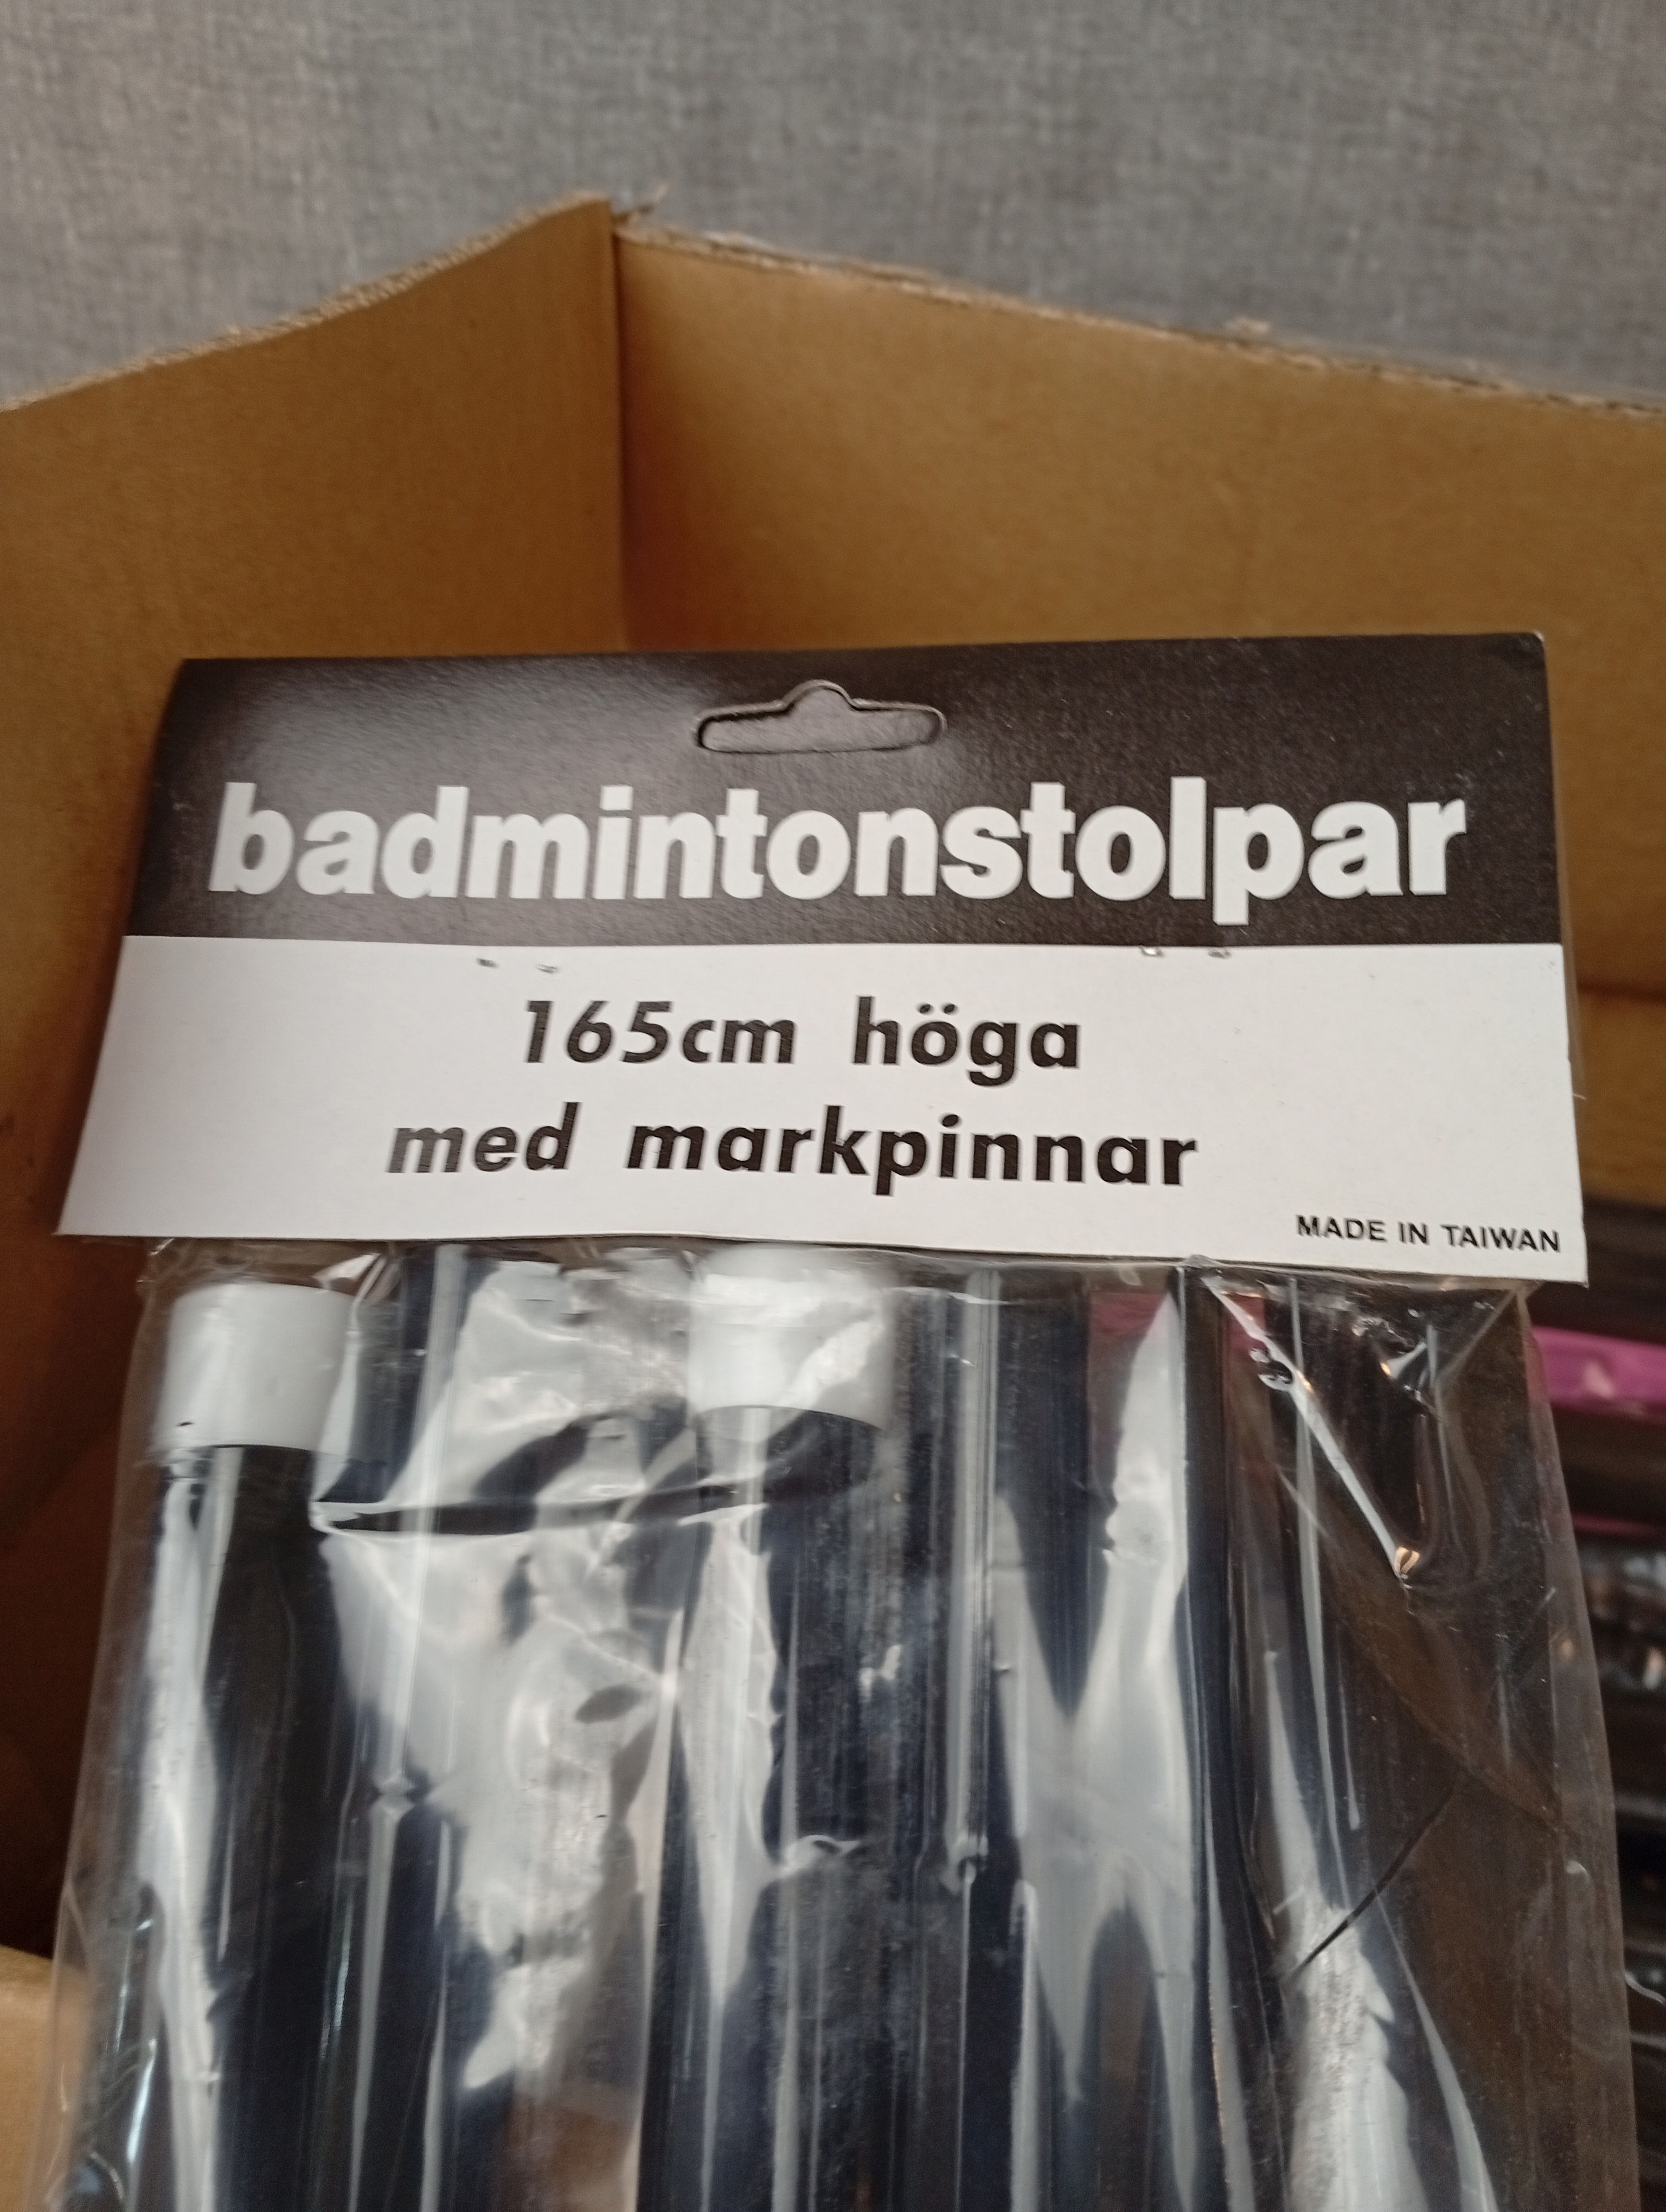 badmintonstolpar
165cm höga
med markpinnar
MADE IN TAIWAN